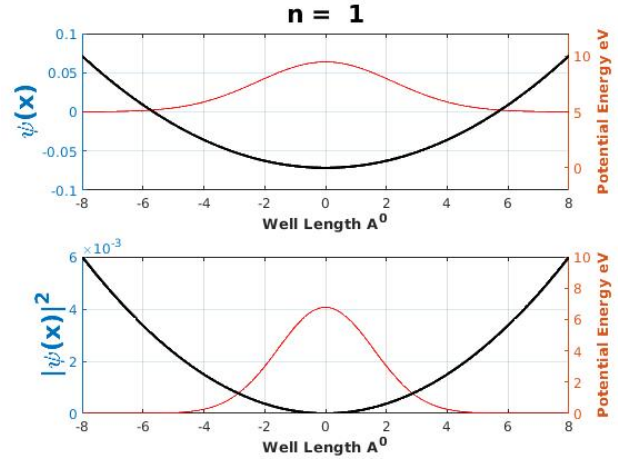 n = 1
0.1
0.05
0
-0.05
-0.1
ψ(x)
10
5
0
Potential Energy eV
-8 -6 -4 -2 0 2 4 6 8
Well Length A⁰
×10⁻³
6
4
2
0
|ψ(x)|²
10
8
6
4
2
0
Potential Energy eV
-8 -6 -4 -2 0 2 4 6 8
Well Length A⁰